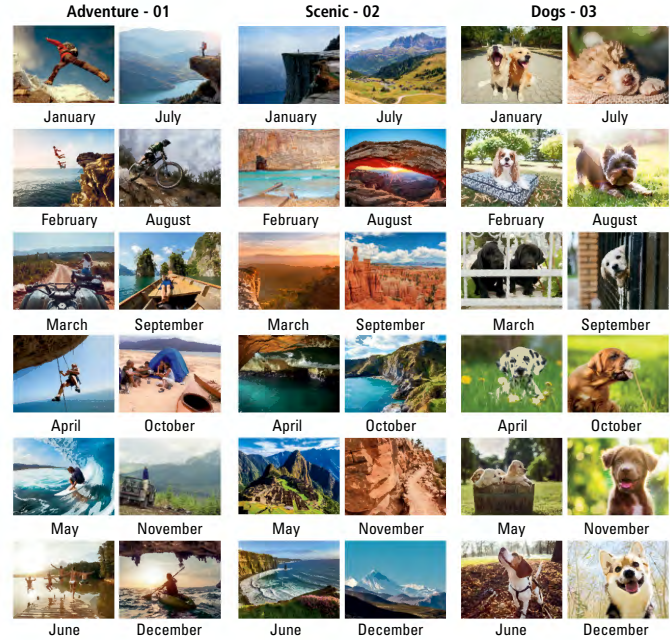 Adventure - 01
Scenic - 02
Dogs - 03
January
July
January
July
January
July
February
August
February
August
February
August
March
September
March
September
March
September
April
October
April
October
April
October
May
November
May
November
May
November
June
December
June
December
June
December